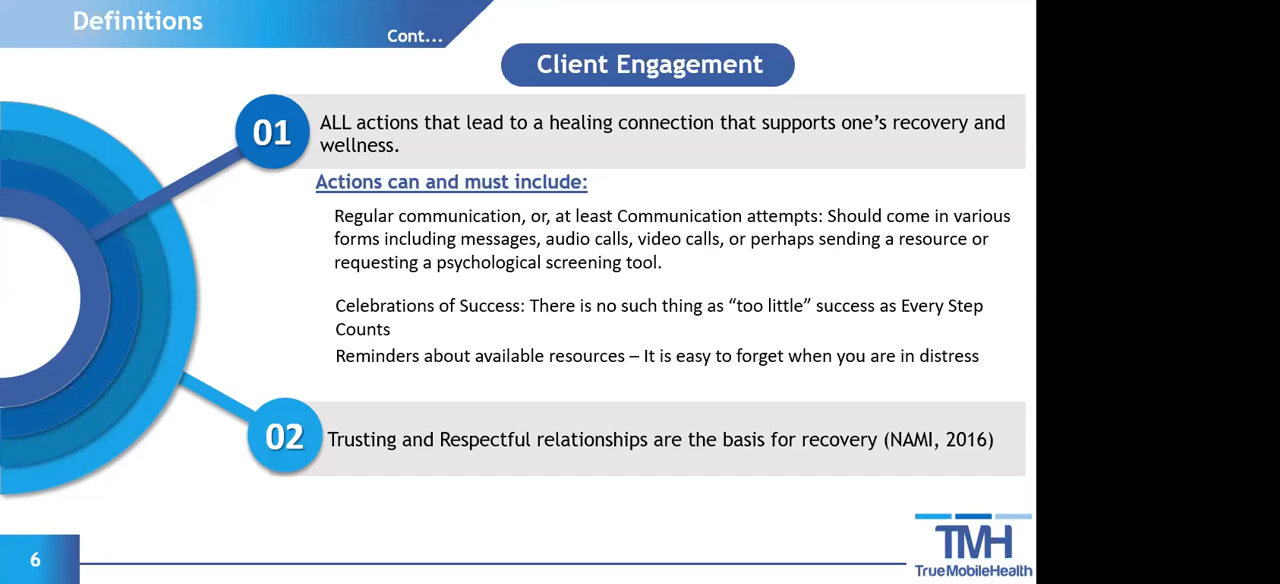 Definitions
Cont...
Client Engagement
01
ALL actions that lead to a healing connection that supports one's recovery and
wellness.
Actions can and must include:
Regular communication, or, at least Communication attempts: Should come in various
forms including messages, audio calls, video calls, or perhaps sending a resource or
requesting a psychological screening tool.
Celebrations of Success: There is no such thing as “too little” success as Every Step
Counts
Reminders about available resources – It is easy to forget when you are in distress
02
Trusting and Respectful relationships are the basis for recovery (NAMI, 2016)
6
TMH
TrueMobileHealth